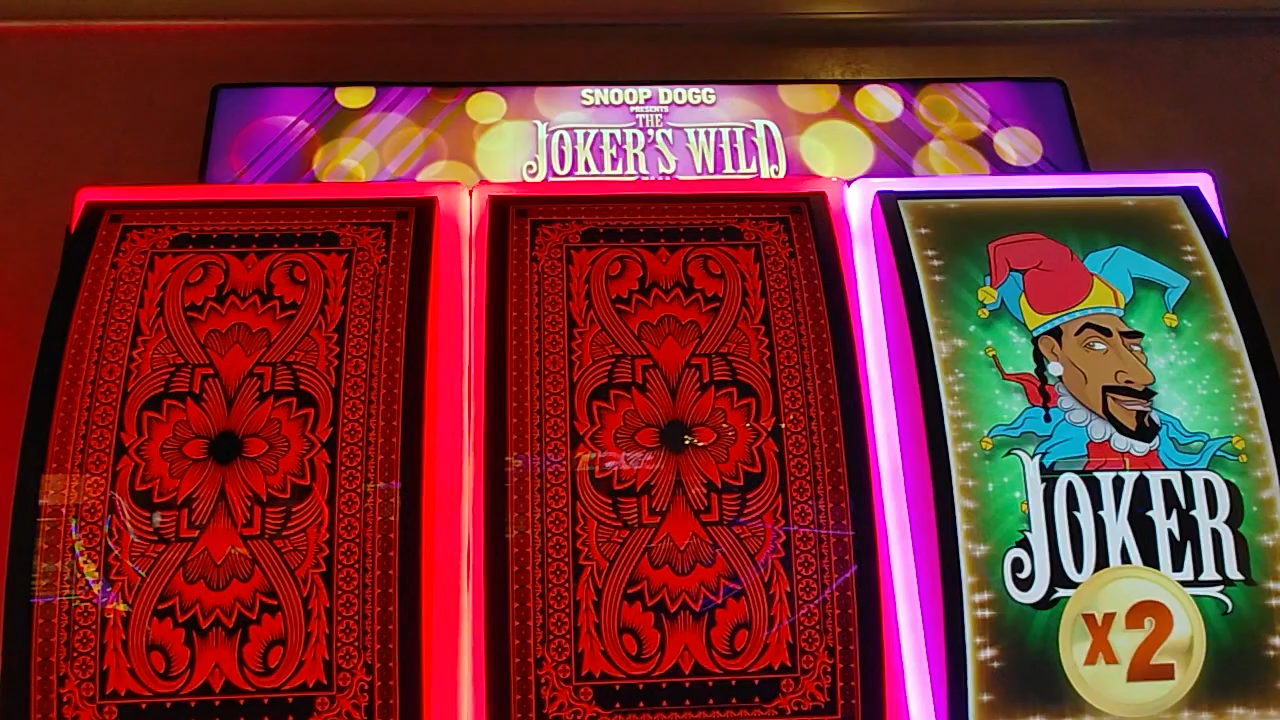 SNOOP DOGG
PRESENTS
THE
JOKER'S WILD
JOKER
X2